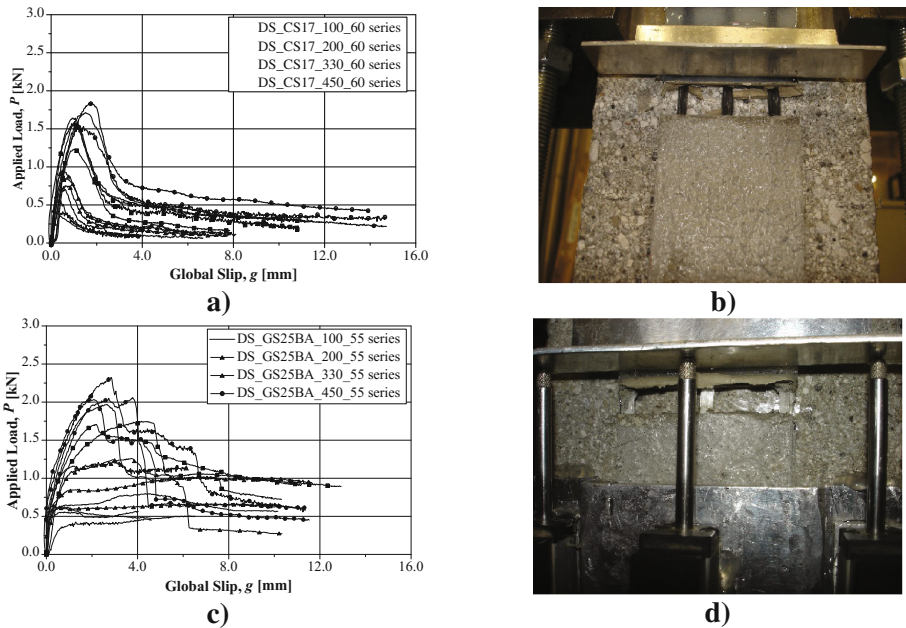 3.0
2.5
2.0
1.5
1.0
0.5
0.0
0.0
4.0
8.0
12.0
16.0
Applied Load, P [kN]
Global Slip, g [mm]
DS_CS17_100_60 series
DS_CS17_200_60 series
DS_CS17_330_60 series
DS_CS17_450_60 series
a)
b)
3.0
2.5
2.0
1.5
1.0
0.5
0.0
0.0
4.0
8.0
12.0
16.0
Applied Load, P [kN]
Global Slip, g [mm]
DS_GS25BA_100_55 series
DS_GS25BA_200_55 series
DS_GS25BA_330_55 series
DS_GS25BA_450_55 series
c)
d)